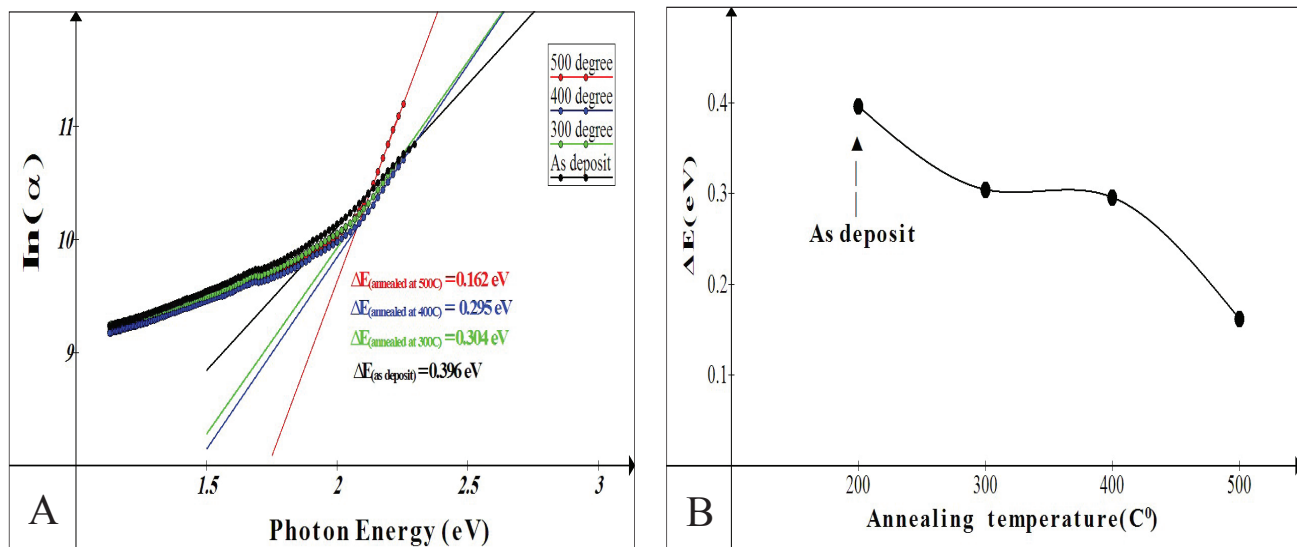 500 degree
400 degree
300 degree
As deposit
11
10
9
In(α)
ΔE(annealed at 500C) = 0.162 eV
ΔE(annealed at 400C) = 0.295 eV
ΔE(annealed at 300C) = 0.304 eV
ΔE(as deposit) = 0.396 eV
1.5 2 2.5 3
A
Photon Energy (eV)
B
0.4
0.3
0.2
0.1
ΔE(eV)
As deposit
200 300 400 500
Annealing temperature(C⁰)